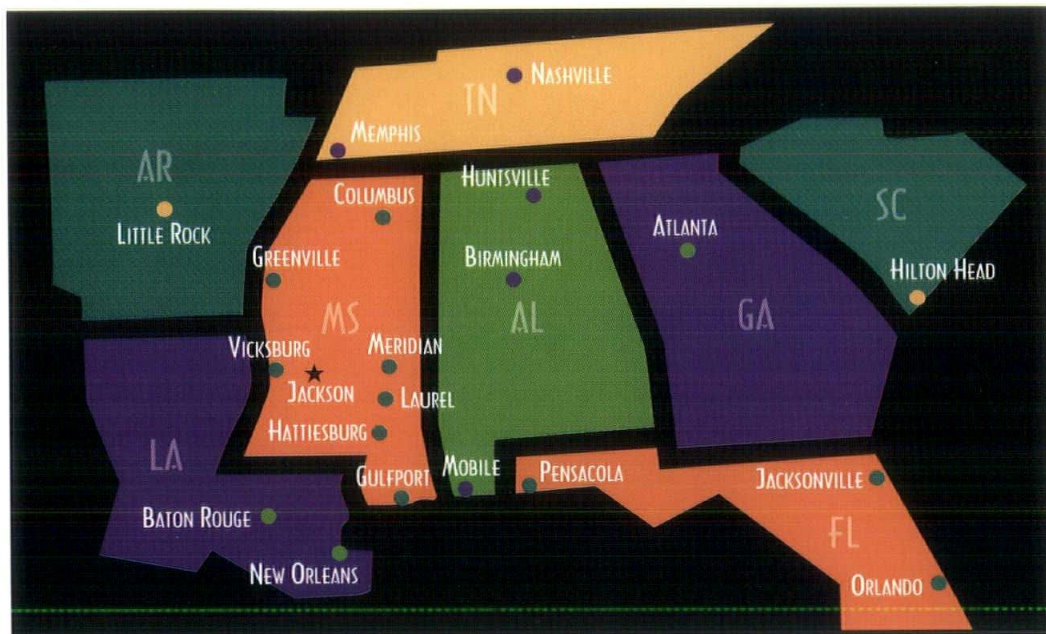 Nashville
TN
Memphis
AR
Little Rock
Columbus
Greenville
MS
Vicksburg
Meridian
Jackson
Laurel
Hattiesburg
Gulfport
Huntsville
Birmingham
AL
Mobile
Atlanta
GA
SC
Hilton Head
LA
Baton Rouge
New Orleans
Pensacola
Jacksonville
FL
Orlando